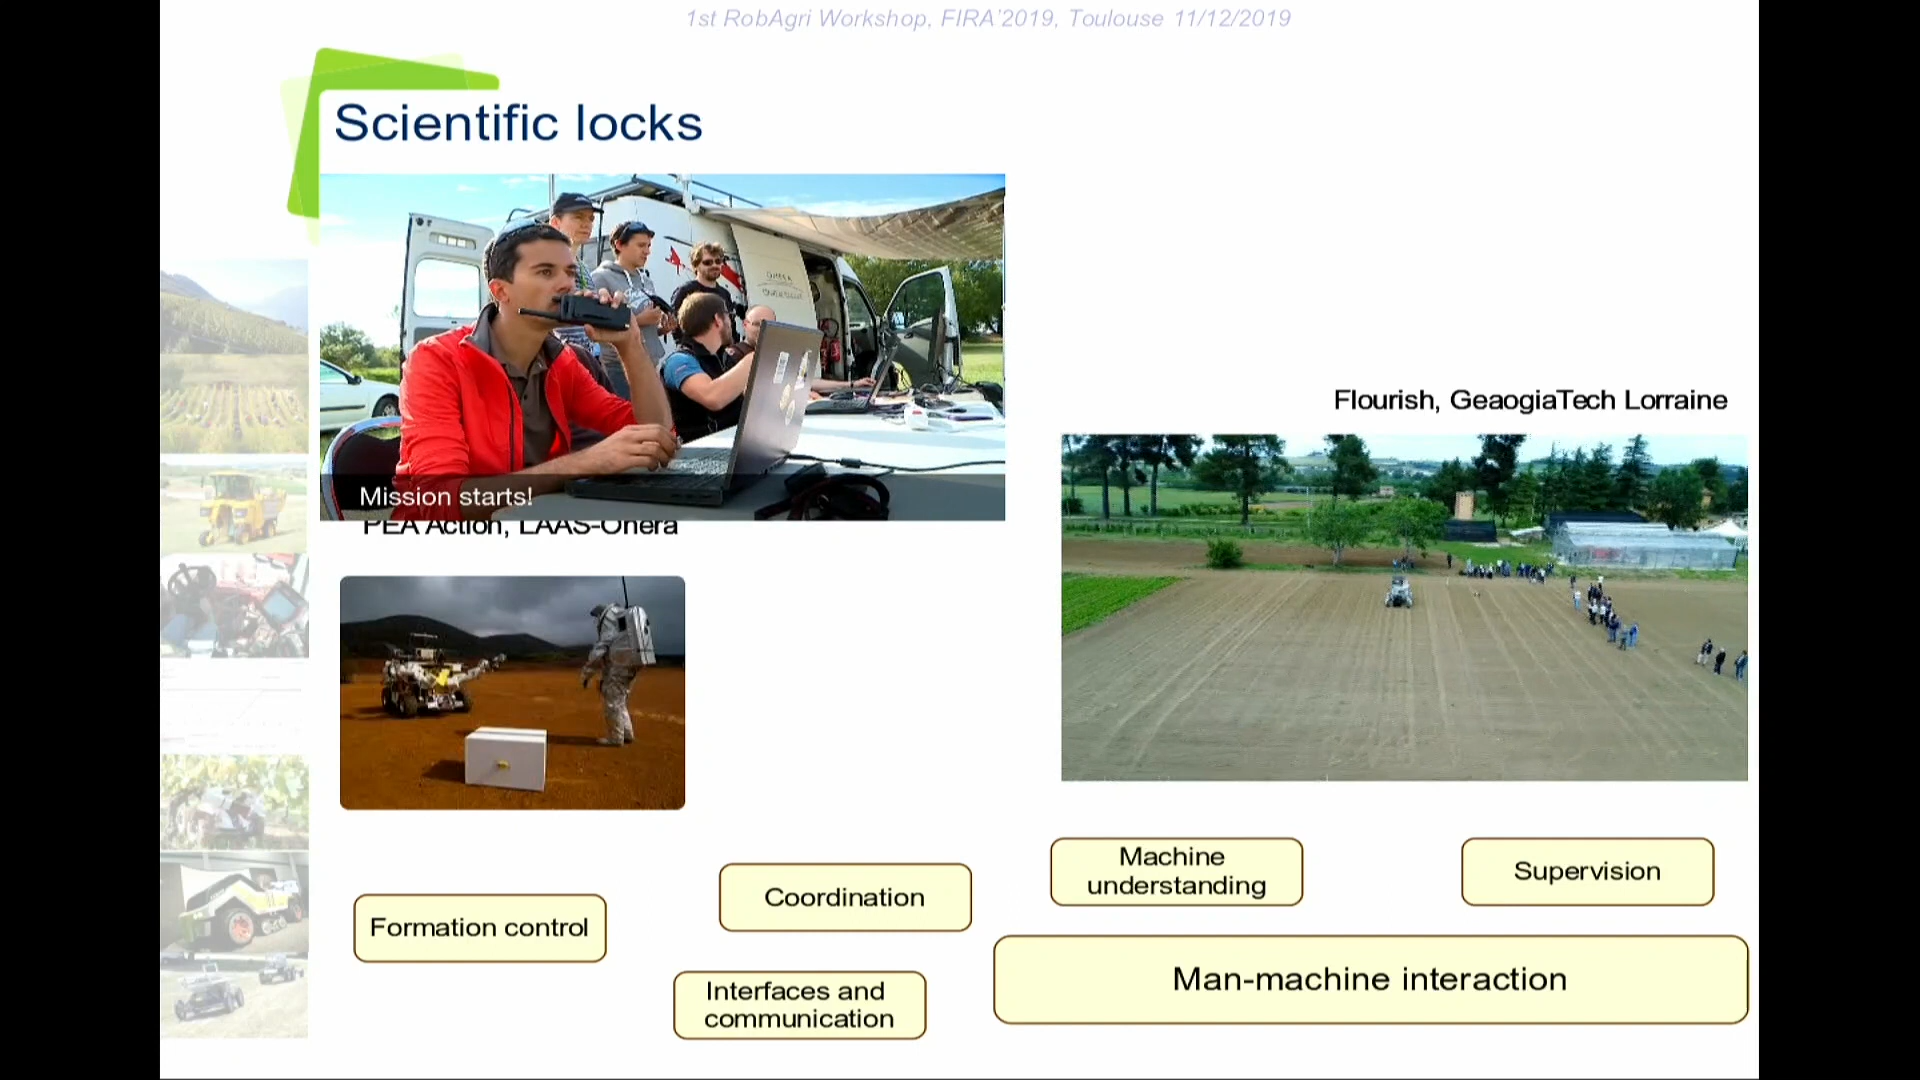 1st RobAgri Workshop, FIRA'2019, Toulouse 11/12/2019
Scientific locks
Mission starts!
PEA Action, LAAS-Onera
Flourish, GeaogiaTech Lorraine
Machine
understanding
Supervision
Coordination
Formation control
Man-machine interaction
Interfaces and
communication